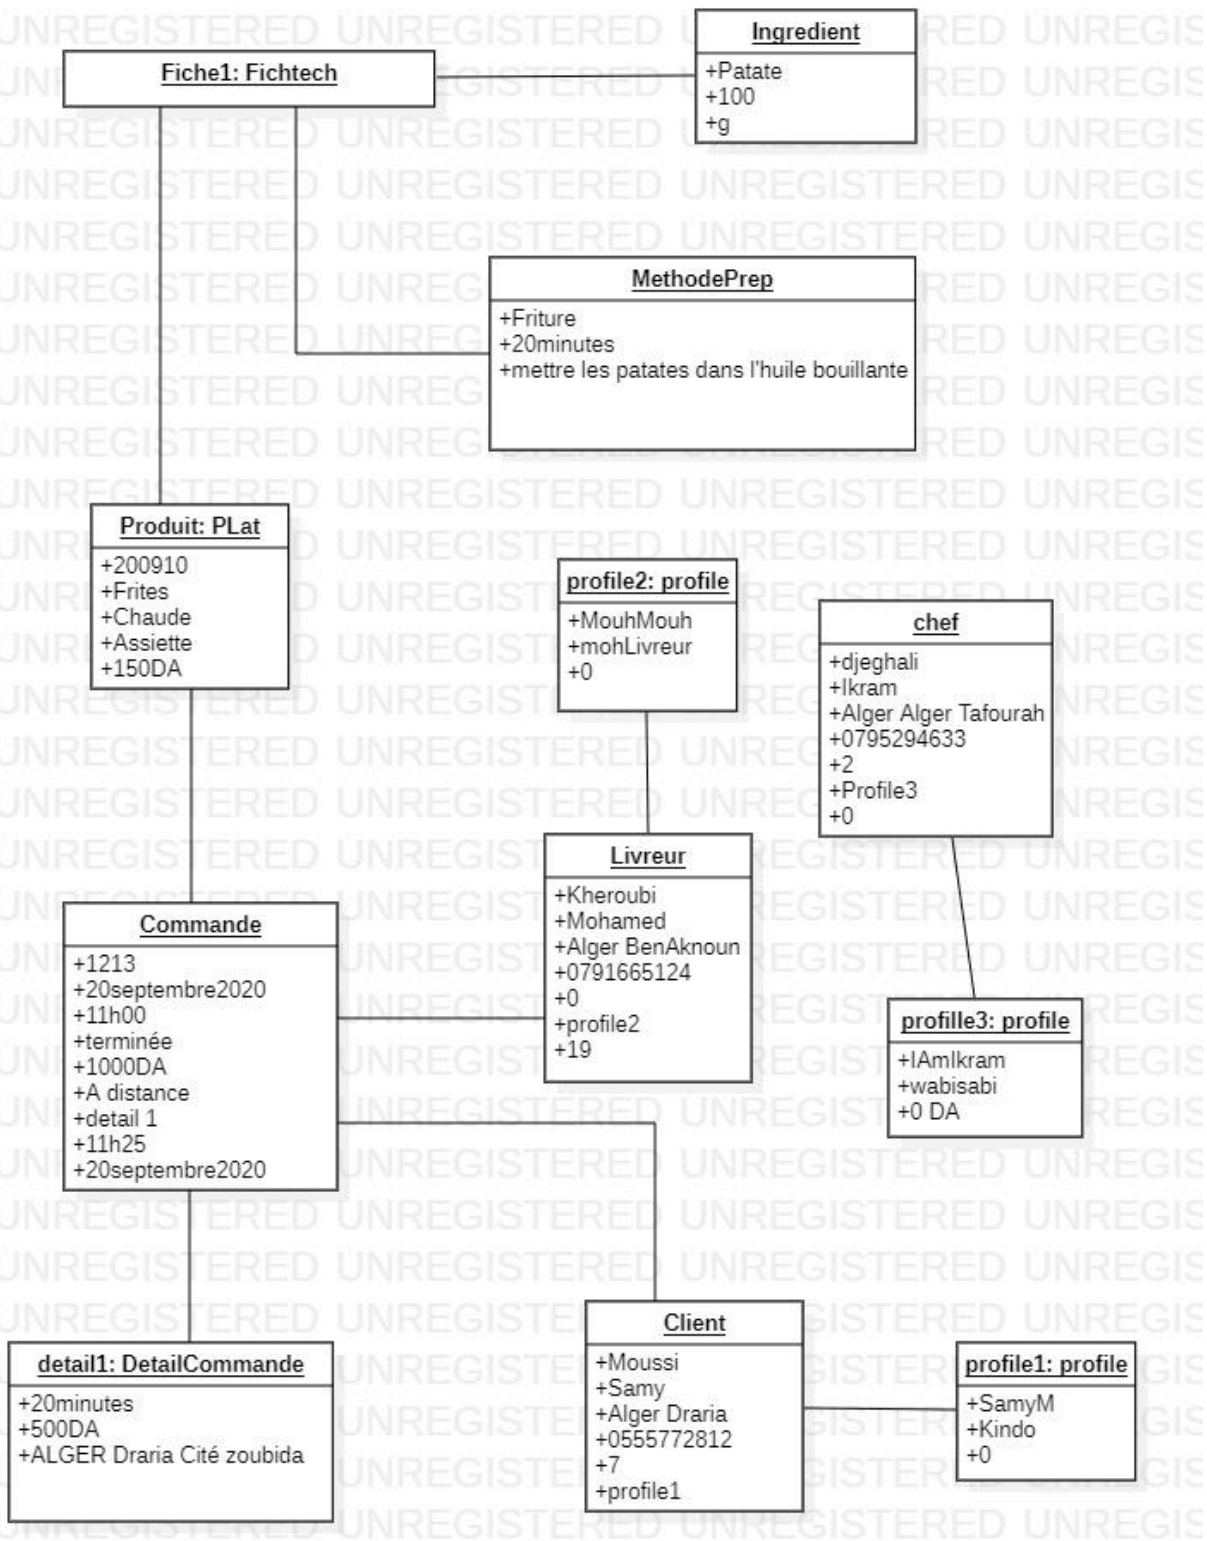 Ingredient
+Patate
+100
+g
Fiche1: Fichtech
MethodePrep
+Friture
+20minutes
+mettre les patates dans l'huile bouillante
Produit: PLat
+200910
+Frites
+Chaude
+Assiette
+150DA
profile2: profile
+MouhMouh
+mohLivreur
+0
chef
+djeghali
+Ikram
+Alger Alger Tafourah
+0795294633
+2
+Profile3
+0
Livreur
+Kheroubi
+Mohamed
+Alger BenAknoun
+0791665124
+0
+profile2
+19
Commande
+1213
+20septembre2020
+11h00
+terminée
+1000DA
+A distance
+detail 1
+11h25
+20septembre2020
profille3: profile
+IAmIkram
+wabisabi
+0 DA
detail1: DetailCommande
+20minutes
+500DA
+ALGER Draria Cité zoubida
Client
+Moussi
+Samy
+Alger Draria
+0555772812
+7
+profile1
profile1: profile
+SamyM
+Kindo
+0
UNREGISTERED